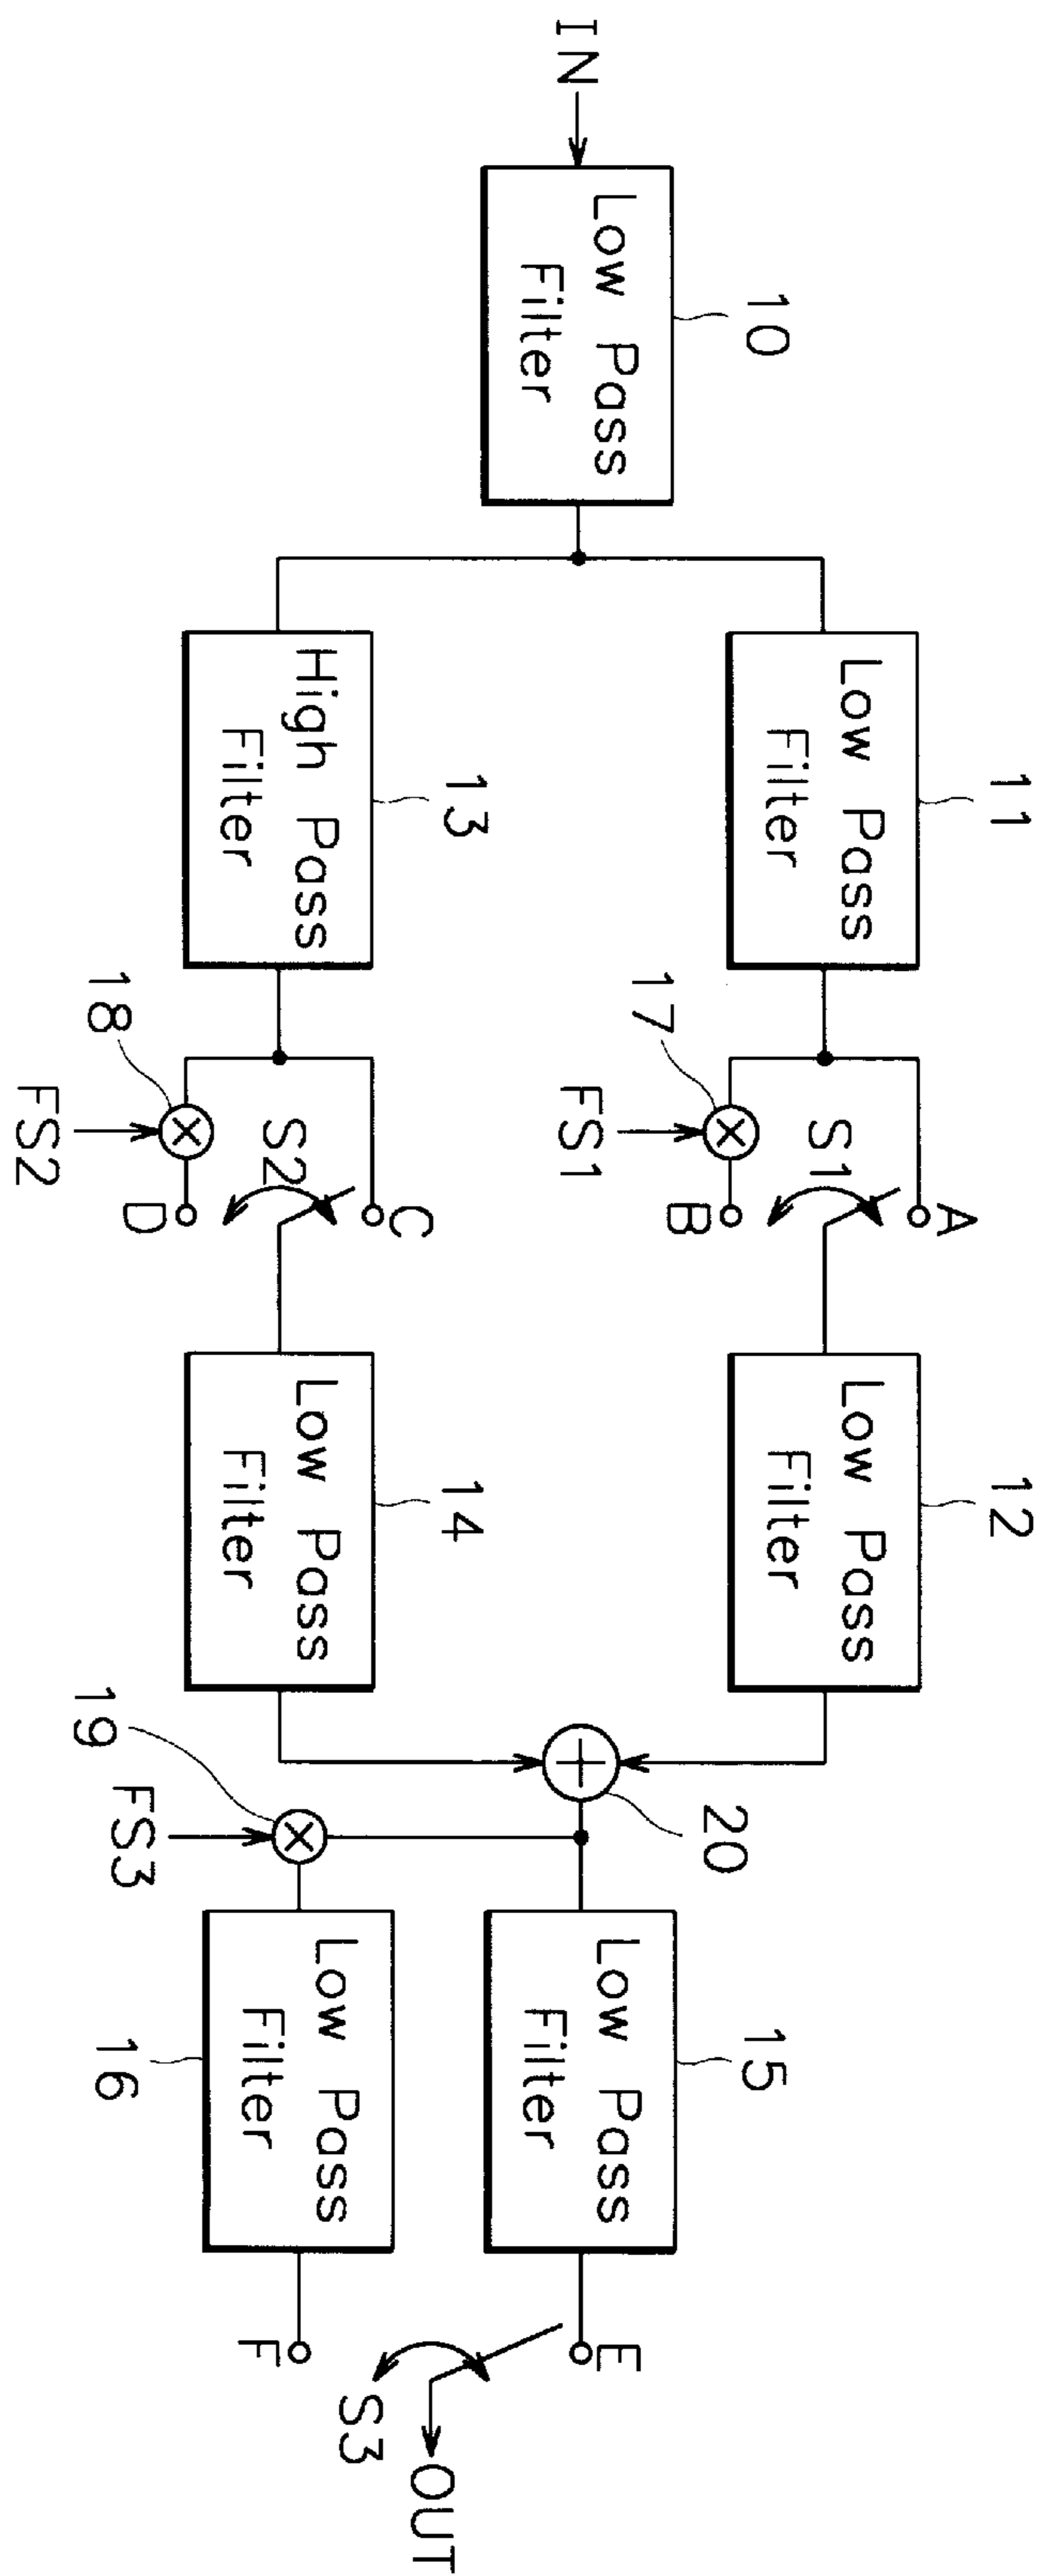 IN
Low Pass
Filter
10
Low Pass
Filter
11
High Pass
Filter
13
17
FS1
S1
A
B
18
FS2
S2
C
D
Low Pass
Filter
12
Low Pass
Filter
14
20
19
FS3
Low Pass
Filter
15
Low Pass
Filter
16
E
F
S3
OUT